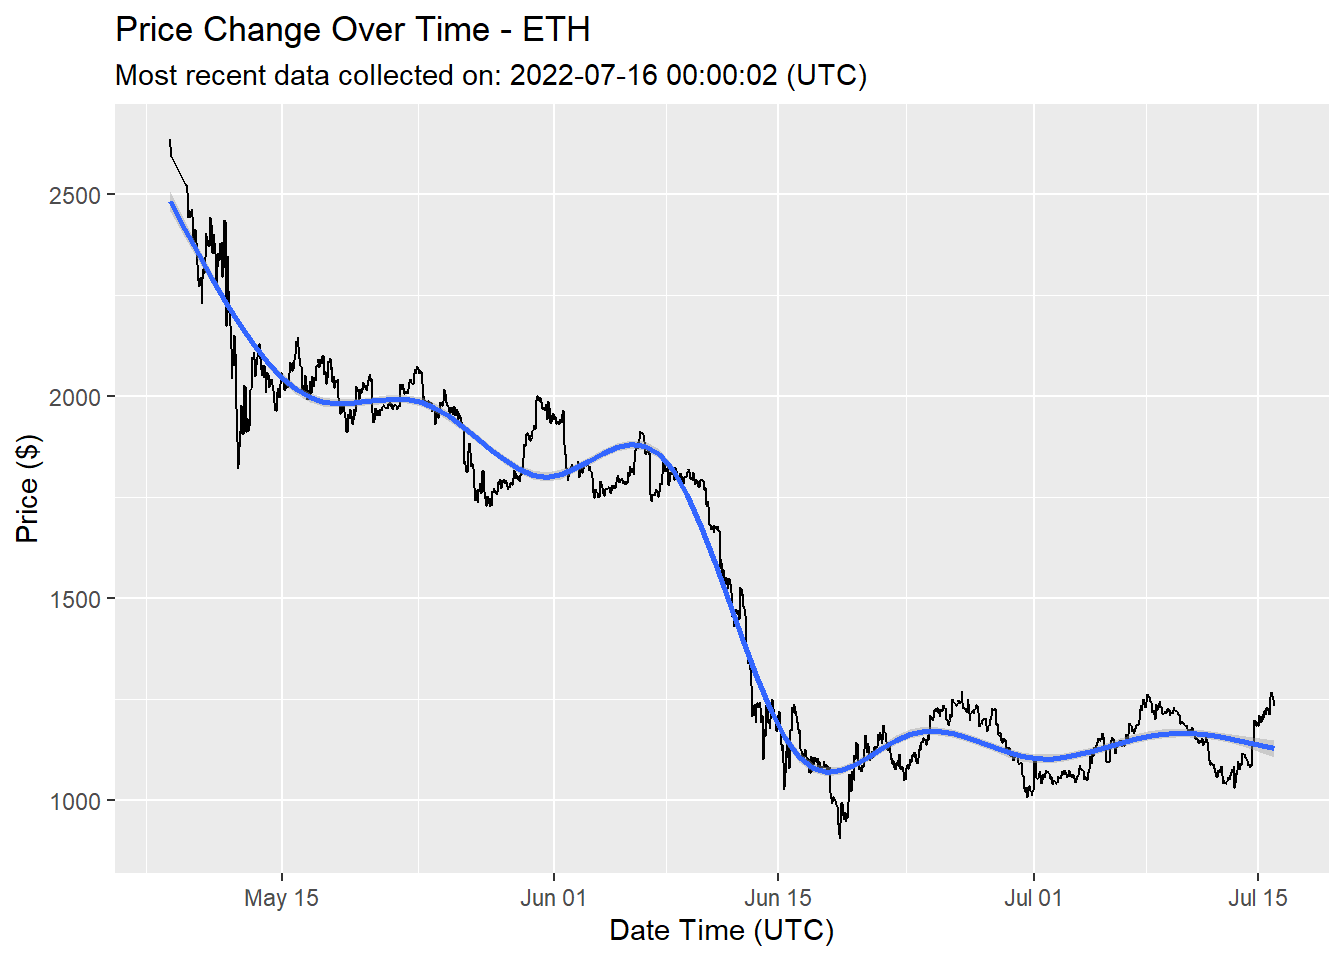 Price Change Over Time - ETH
Most recent data collected on: 2022-07-16 00:00:02 (UTC)
Price ($)
2500
2000
1500
1000
May 15
Jun 01
Jun 15
Jul 01
Jul 15
Date Time (UTC)